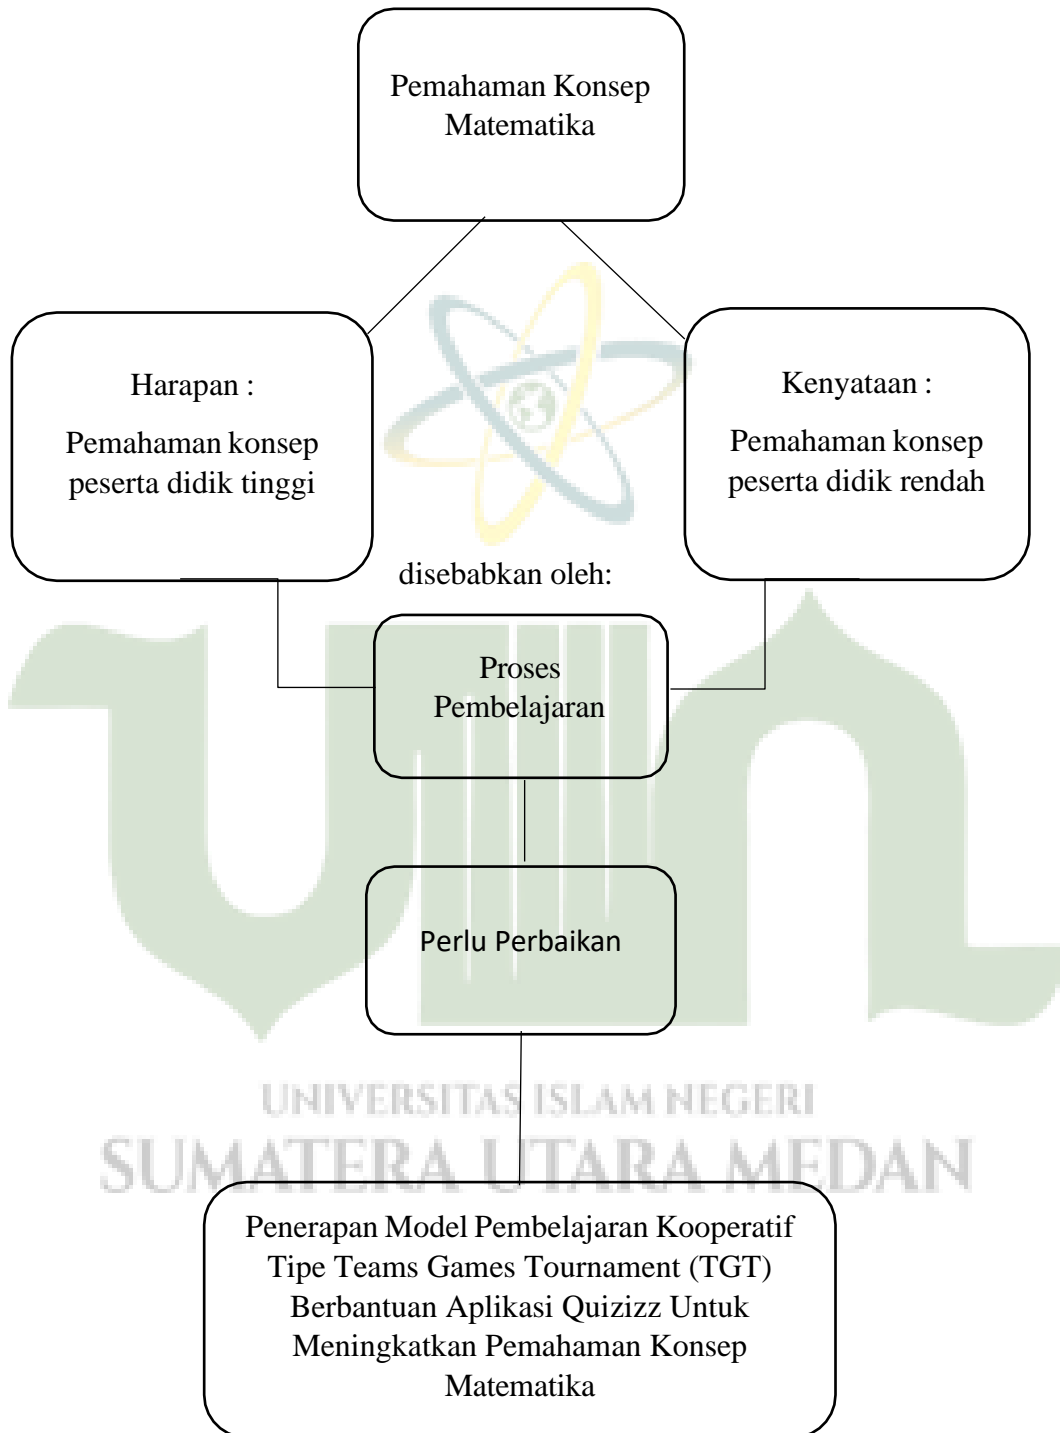 Pemahaman Konsep
Matematika
Harapan :
Pemahaman konsep
peserta didik tinggi
Kenyataan :
Pemahaman konsep
peserta didik rendah
disebabkan oleh:
Proses
Pembelajaran
Perlu Perbaikan
UNIVERSITAS ISLAM NEGERI
SUMATERA UTARA MEDAN
Penerapan Model Pembelajaran Kooperatif
Tipe Teams Games Tournament (TGT)
Berbantuan Aplikasi Quizizz Untuk
Meningkatkan Pemahaman Konsep
Matematika